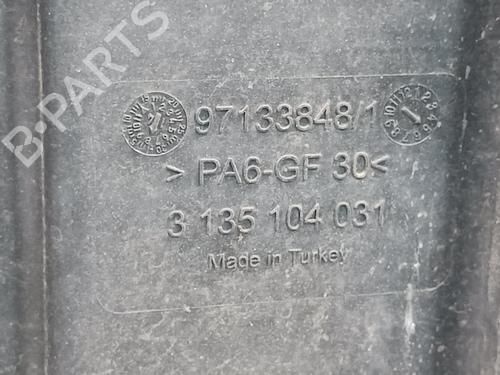 B-PARTS
97133848/1
> PA6-GF 30<
3 135 104 031
Made in Turkey